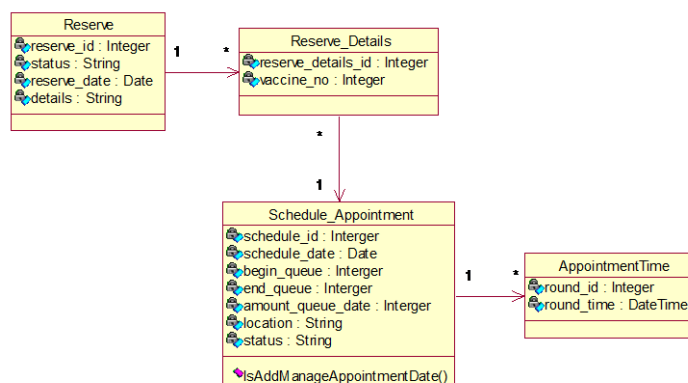 Reserve
reserve_id : Integer
status : String
reserve_date : Date
details : String
1
*
Reserve_Details
reserve_details_id : Integer
vaccine_no : Integer
*
1
Schedule_Appointment
schedule_id : Interger
schedule_date : Date
begin_queue : Interger
end_queue : Interger
amount_queue_date : Interger
location : String
status : String
IsAddManageAppointmentDate()
1
*
AppointmentTime
round_id : Integer
round_time : DateTime